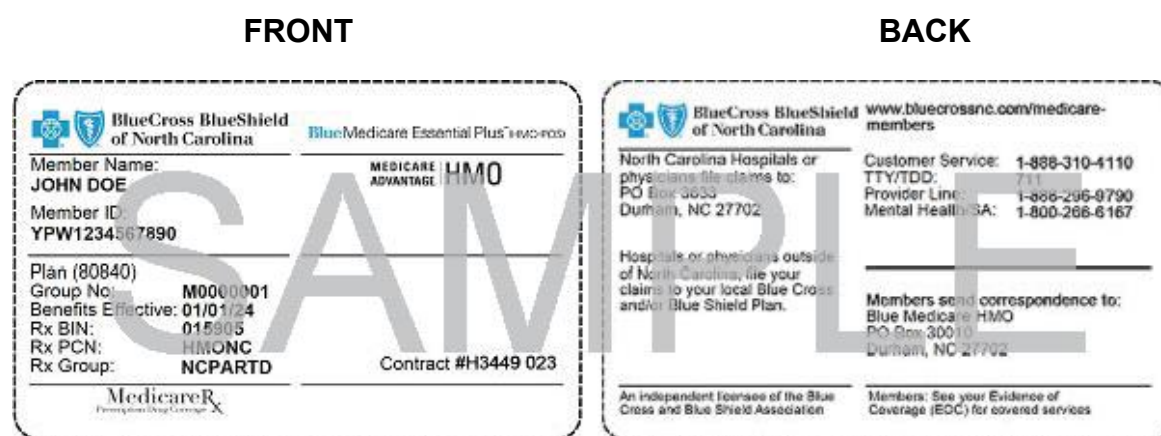 FRONT
BACK
BlueCross BlueShield
of North Carolina
BlueMedicare Essential Plus℠ HMO-POS
Member Name:
JOHN DOE
MEDICARE
ADVANTAGE
HMO
Member ID:
YPW1234567890
Plan (80840)
Group No: M0000001
Benefits Effective: 01/01/24
Rx BIN: 015905
Rx PCN: HMONC
Rx Group: NCPARTD
Contract #H3449 023
MedicareRx
Prescription Drug Coverage
BlueCross BlueShield
of North Carolina
www.bluecrossnc.com/medicare-
members
North Carolina Hospitals or
physicians file claims to:
PO Box 3633
Durham, NC 27702
Customer Service: 1-888-310-4110
TTY/TDD: 711
Provider Line: 1-888-296-9790
Mental Health/SA: 1-800-266-6167
Hospitals or physicians outside
of North Carolina, file your
claims to your local Blue Cross
and/or Blue Shield Plan.
Members send correspondence to:
Blue Medicare HMO
PO Box 30010
Durham, NC 27702
An independent licensee of the Blue
Cross and Blue Shield Association
Members: See your Evidence of
Coverage (EOC) for covered services
SAMPLE